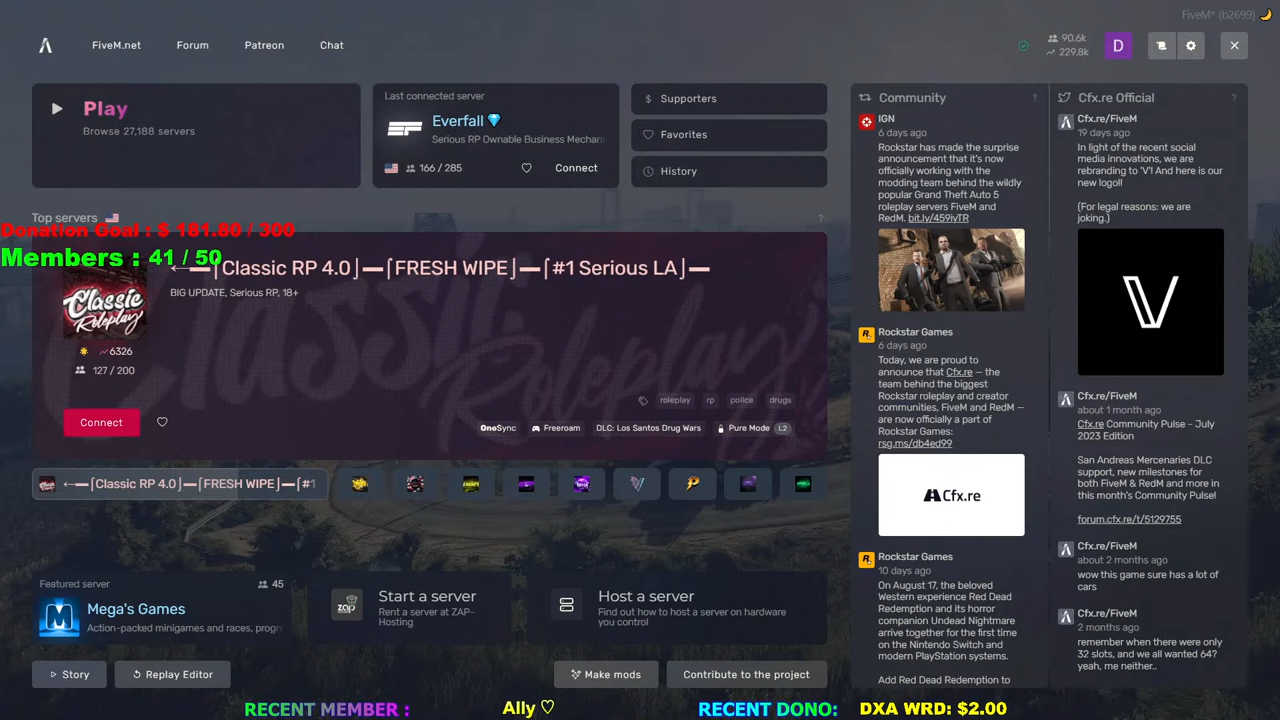 FiveM* (b2699)
FiveM.net
Forum
Patreon
Chat
90.6k
229.8k
D
Play
Browse 27,188 servers
Last connected server
Everfall 💎
Serious RP Ownable Business Mechani
166 / 285
Connect
Supporters
Favorites
History
Top servers
?
Donation Goal : $ 181.80 / 300
Members : 41 / 50
←▬⌠Classic RP 4.0⌡▬⌠FRESH WIPE⌡▬⌠#1 Serious LA⌡▬
BIG UPDATE, Serious RP, 18+
Classic
Roleplay
6326
127 / 200
Classic
Roleplay
roleplay
rp
police
drugs
Connect
OneSync
Freeroam
DLC: Los Santos Drug Wars
Pure Mode
L2
←▬⌠Classic RP 4.0⌡▬⌠FRESH WIPE⌡▬⌠#1
Featured server
45
Mega's Games
Action-packed minigames and races, progr
ZAP
Start a server
Rent a server at ZAP-
Hosting
Host a server
Find out how to host a server on hardware
you control
Story
Replay Editor
Make mods
Contribute to the project
Community
?
IGN
6 days ago
Rockstar has made the surprise
announcement that it's now
officially working with the
modding team behind the wildly
popular Grand Theft Auto 5
roleplay servers FiveM and
RedM. bit.ly/459iyTR
Rockstar Games
6 days ago
Today, we are proud to
announce that Cfx.re — the
team behind the biggest
Rockstar roleplay and creator
communities, FiveM and RedM —
are now officially a part of
Rockstar Games:
rsg.ms/db4ed99
Cfx.re
Rockstar Games
10 days ago
On August 17, the beloved
Western experience Red Dead
Redemption and its horror
companion Undead Nightmare
arrive together for the first time
on the Nintendo Switch and
modern PlayStation systems.
Add Red Dead Redemption to
Cfx.re Official
?
Cfx.re/FiveM
19 days ago
In light of the recent social
media innovations, we are
rebranding to 'V'! And here is our
new logo!!
(For legal reasons: we are
joking.)
V
Cfx.re/FiveM
about 1 month ago
Cfx.re Community Pulse - July
2023 Edition
San Andreas Mercenaries DLC
support, new milestones for
both FiveM & RedM and more in
this month's Community Pulse!
forum.cfx.re/t/5129755
Cfx.re/FiveM
about 2 months ago
wow this game sure has a lot of
cars
Cfx.re/FiveM
2 months ago
remember when there were only
32 slots, and we all wanted 64?
yeah, me neither..
RECENT MEMBER :
Ally ♡
RECENT DONO:
DXA WRD: $2.00